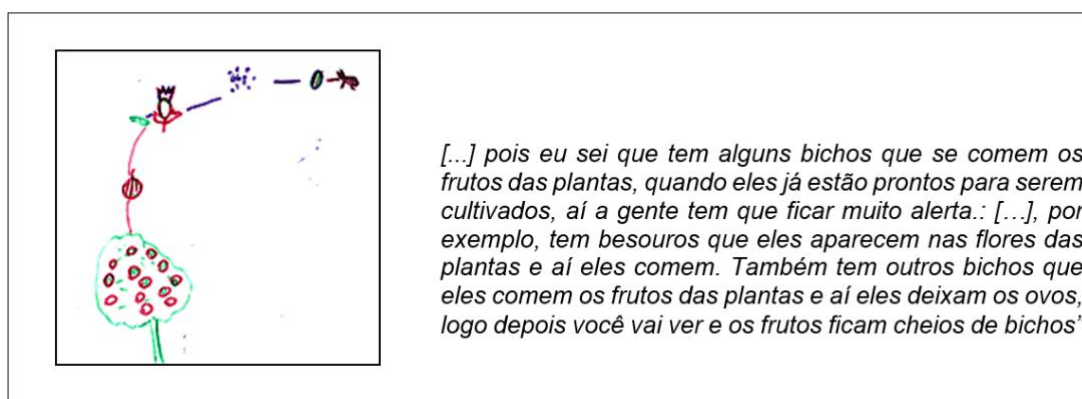 [...] pois eu sei que tem alguns bichos que se comem os
frutos das plantas, quando eles já estão prontos para serem
cultivados, aí a gente tem que ficar muito alerta.: [...], por
exemplo, tem besouros que eles aparecem nas flores das
plantas e aí eles comem. Também tem outros bichos que
eles comem os frutos das plantas e aí eles deixam os ovos,
logo depois você vai ver e os frutos ficam cheios de bichos"